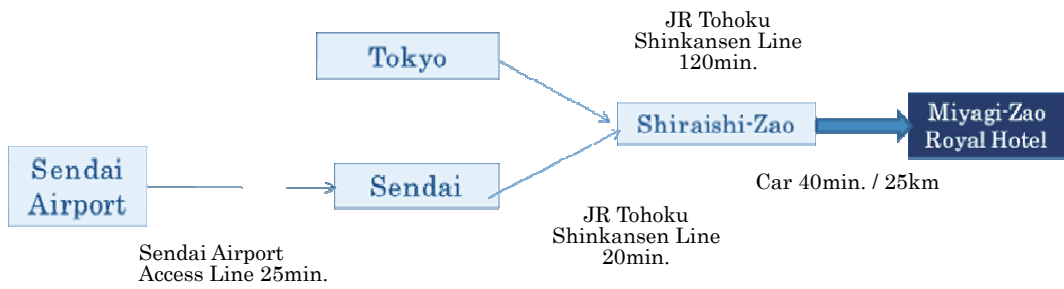 JR Tohoku
Shinkansen Line
120min.
Tokyo
Shiraishi-Zao
Miyagi-Zao
Royal Hotel
Sendai
Airport
Sendai
Car 40min. / 25km
JR Tohoku
Shinkansen Line
20min.
Sendai Airport
Access Line 25min.